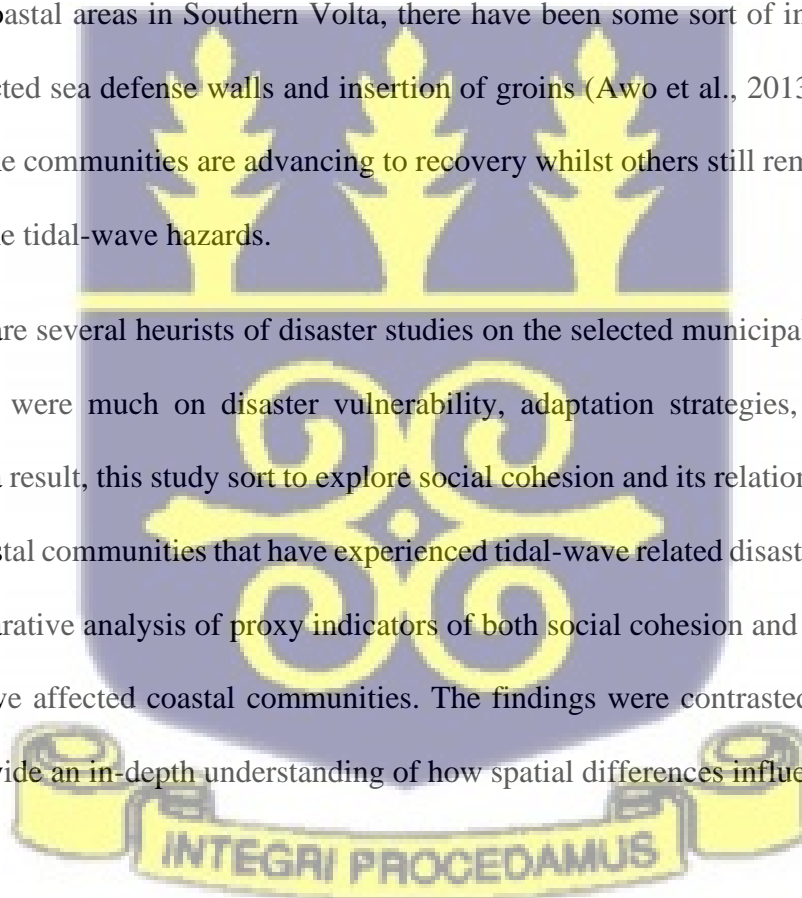 oastal areas in Southern Volta, there have been some sort of in
cted sea defense walls and insertion of groins (Awo et al., 2013
e communities are advancing to recovery whilst others still ren
e tidal-wave hazards.
are several heurists of disaster studies on the selected municipal
were much on disaster vulnerability, adaptation strategies,
a result, this study sort to explore social cohesion and its relation
stal communities that have experienced tidal-wave related disast
arative analysis of proxy indicators of both social cohesion and
ve affected coastal communities. The findings were contrasted
vide an in-depth understanding of how spatial differences influe
INTEGRI PROCEDAMUS